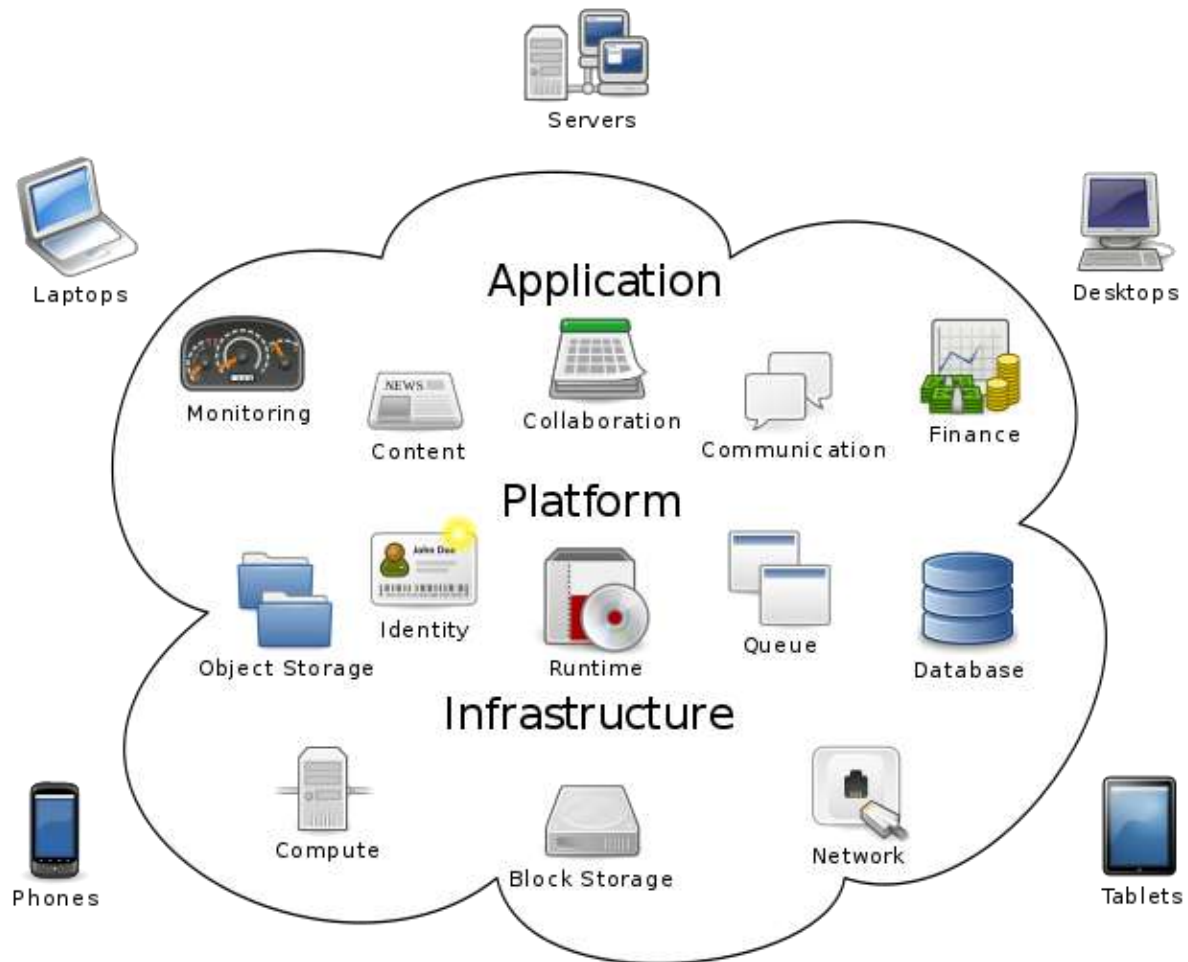 Servers
Laptops
Desktops
Application
Monitoring
NEWS
Content
Collaboration
Communication
Finance
Platform
Object Storage
John Doe
Identity
Runtime
Queue
Database
Infrastructure
Compute
Block Storage
Network
Phones
Tablets